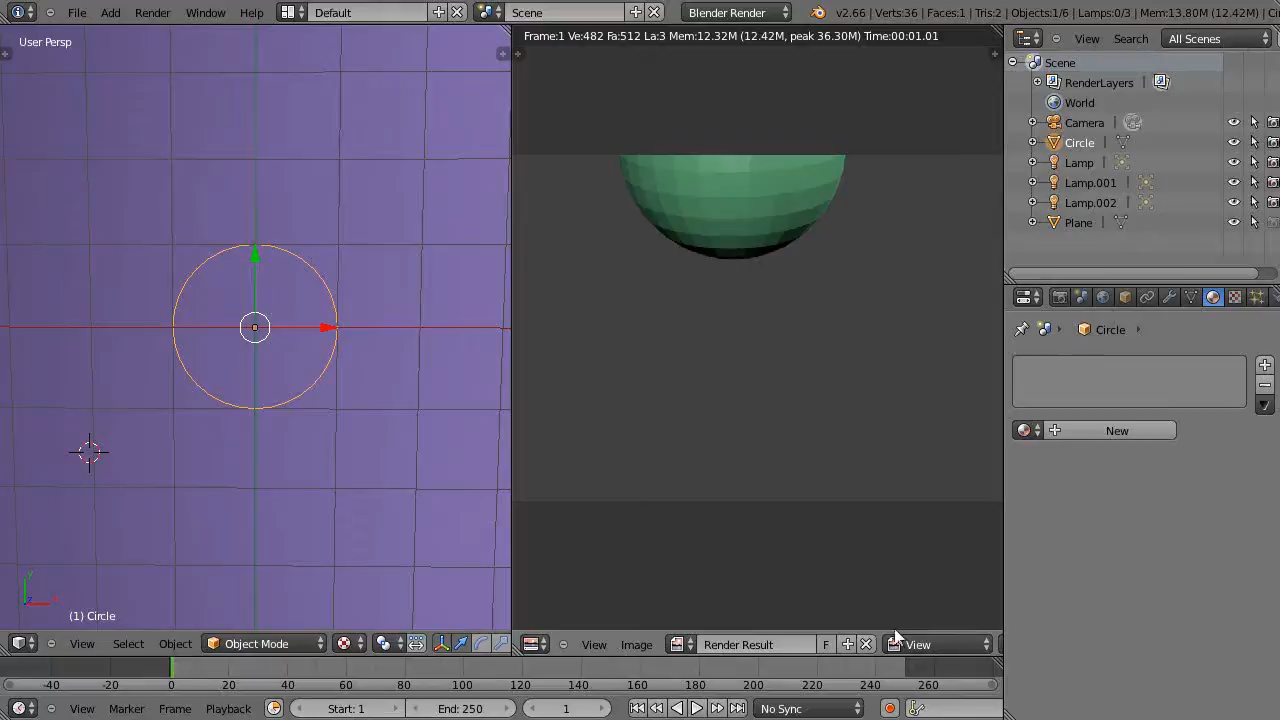 File Add Render Window Help Default Scene Blender Render v2.66 | Verts:36 | Faces:1 | Tris:2 | Objects:1/6 | Lamps:0/3 | Mem:13.80M (12.42M) | Ci
User Persp
Frame:1 Ve:482 Fa:512 La:3 Mem:12.32M (12.42M, peak 36.30M) Time:00:01.01
View Search All Scenes
Scene
RenderLayers
World
Camera
Circle
Lamp
Lamp.001
Lamp.002
Plane
Circle
New
Y
(1) Circle
View Select Object Object Mode
View Image Render Result F View
-40 -20 0 20 40 60 80 100 120 140 160 180 200 220 240 260
View Marker Frame Playback Start: 1 End: 250 1 No Sync